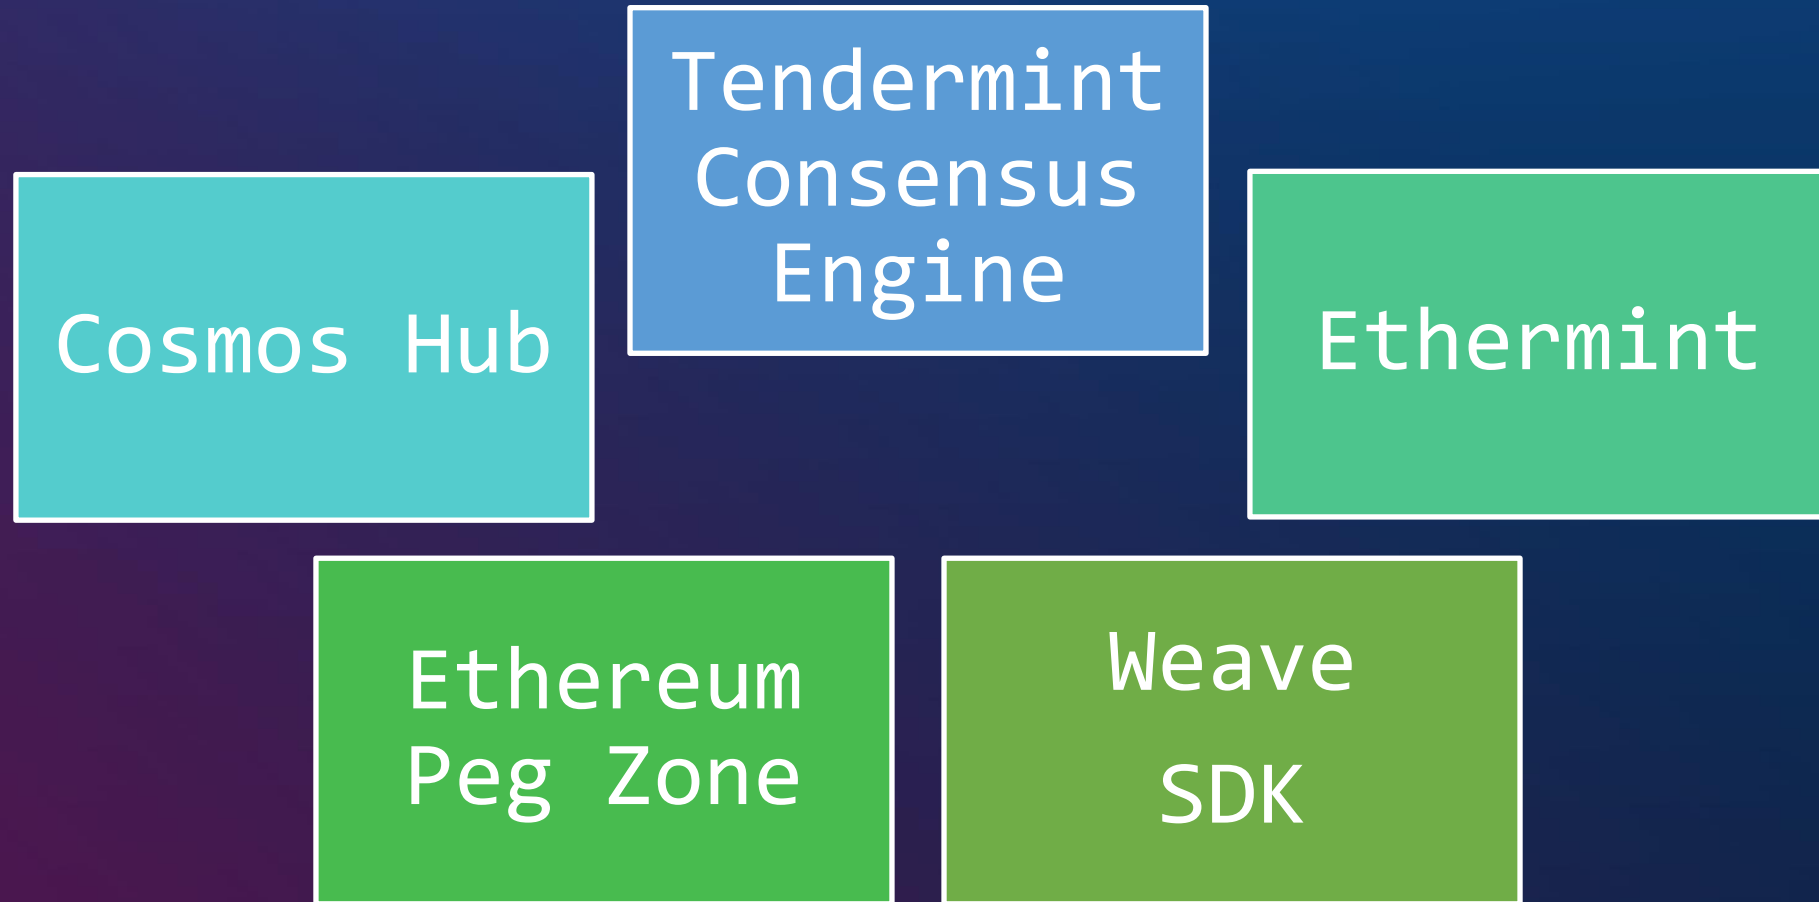 Tendermint
Consensus
Engine
Cosmos Hub
Ethermint
Ethereum
Peg Zone
Weave
SDK